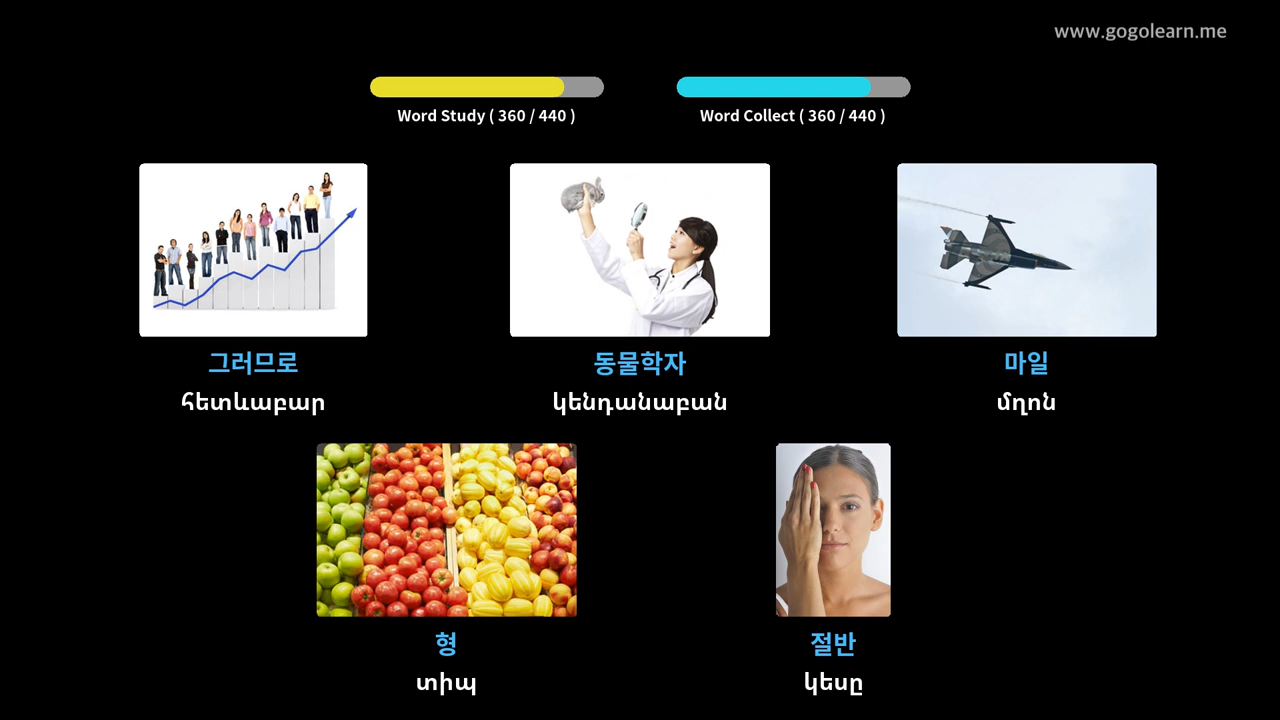 www.gogolearn.me
Word Study ( 360 / 440 )
Word Collect ( 360 / 440 )
그러므로
հետևաբար
동물학자
կենդանաբան
마일
մղոն
형
տիպ
절반
կեսը